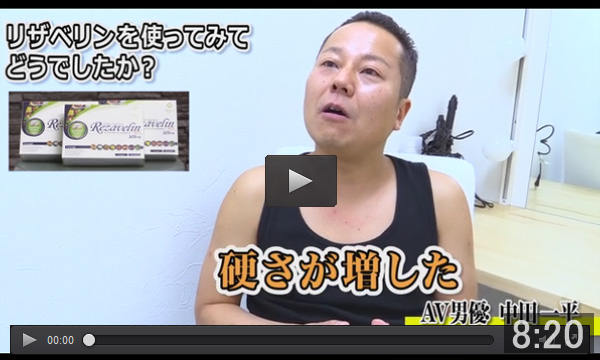 リザベリンを使ってみて
どうでしたか？
Rezavelin
硬さが増した
AV男優 中田一平
00:00
8:20